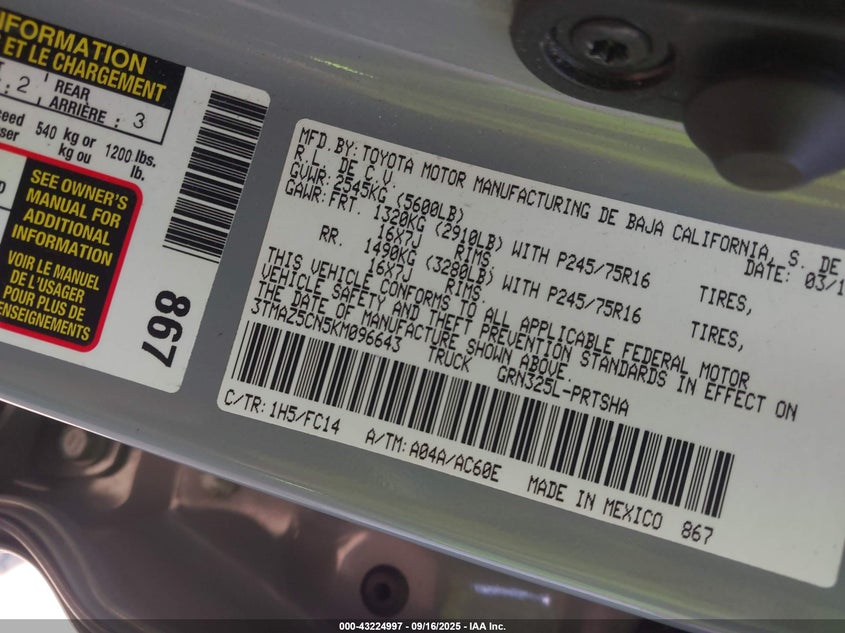 INFORMATION
ET LE CHARGEMENT
2 REAR
ARRIÈRE : 3
540 kg or 1200 lbs.
kg ou lb.
SEE OWNER'S
MANUAL FOR
ADDITIONAL
INFORMATION
VOIR LE MANUEL
DE L'USAGER
POUR PLUS DE
RENSEIGNEMENTS
867
MFD.BY:TOYOTA MOTOR MANUFACTURING DE BAJA CALIFORNIA, S. DE
R.L. DE C.V. DATE: 03/1
GVWR:2545KG (5600LB)
GAWR:FRT. 1320KG (2910LB) WITH P245/75R16 TIRES,
16X7J RIMS
RR. 1490KG (3280LB) WITH P245/75R16 TIRES,
16X7J RIMS.
THIS VEHICLE CONFORMS TO ALL APPLICABLE FEDERAL MOTOR
VEHICLE SAFETY AND THEFT PREVENTION STANDARDS IN EFFECT ON
THE DATE OF MANUFACTURE SHOWN ABOVE.
3TMAZ5CN5KM096643 TRUCK GRN325L-PRTSHA
C/TR:1H5/FC14 A/TM:A04A/AC60E MADE IN MEXICO 867
000-43224997 - 09/16/2025 - IAA Inc.